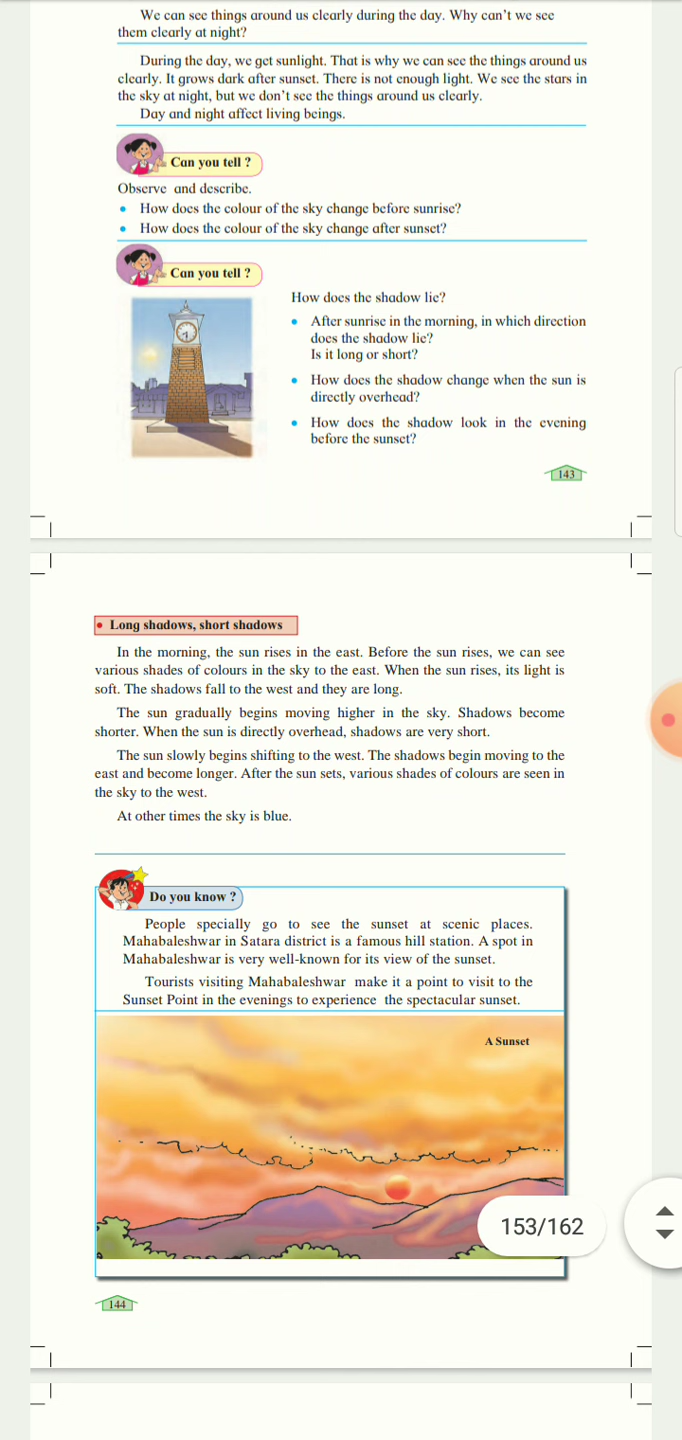 We can see things around us clearly during the day. Why can't we see
them clearly at night?
During the day, we get sunlight. That is why we can see the things around us
clearly. It grows dark after sunset. There is not enough light. We see the stars in
the sky at night, but we don't see the things around us clearly.
Day and night affect living beings.
Can you tell ?
Observe and describe.
• How does the colour of the sky change before sunrise?
• How does the colour of the sky change after sunset?
Can you tell ?
How does the shadow lie?
• After sunrise in the morning, in which direction
does the shadow lie?
Is it long or short?
• How does the shadow change when the sun is
directly overhead?
• How does the shadow look in the evening
before the sunset?
143
• Long shadows, short shadows
In the morning, the sun rises in the east. Before the sun rises, we can see
various shades of colours in the sky to the east. When the sun rises, its light is
soft. The shadows fall to the west and they are long.
The sun gradually begins moving higher in the sky. Shadows become
shorter. When the sun is directly overhead, shadows are very short.
The sun slowly begins shifting to the west. The shadows begin moving to the
east and become longer. After the sun sets, various shades of colours are seen in
the sky to the west.
At other times the sky is blue.
Do you know ?
People specially go to see the sunset at scenic places.
Mahabaleshwar in Satara district is a famous hill station. A spot in
Mahabaleshwar is very well-known for its view of the sunset.
Tourists visiting Mahabaleshwar make it a point to visit to the
Sunset Point in the evenings to experience the spectacular sunset.
A Sunset
153/162
144